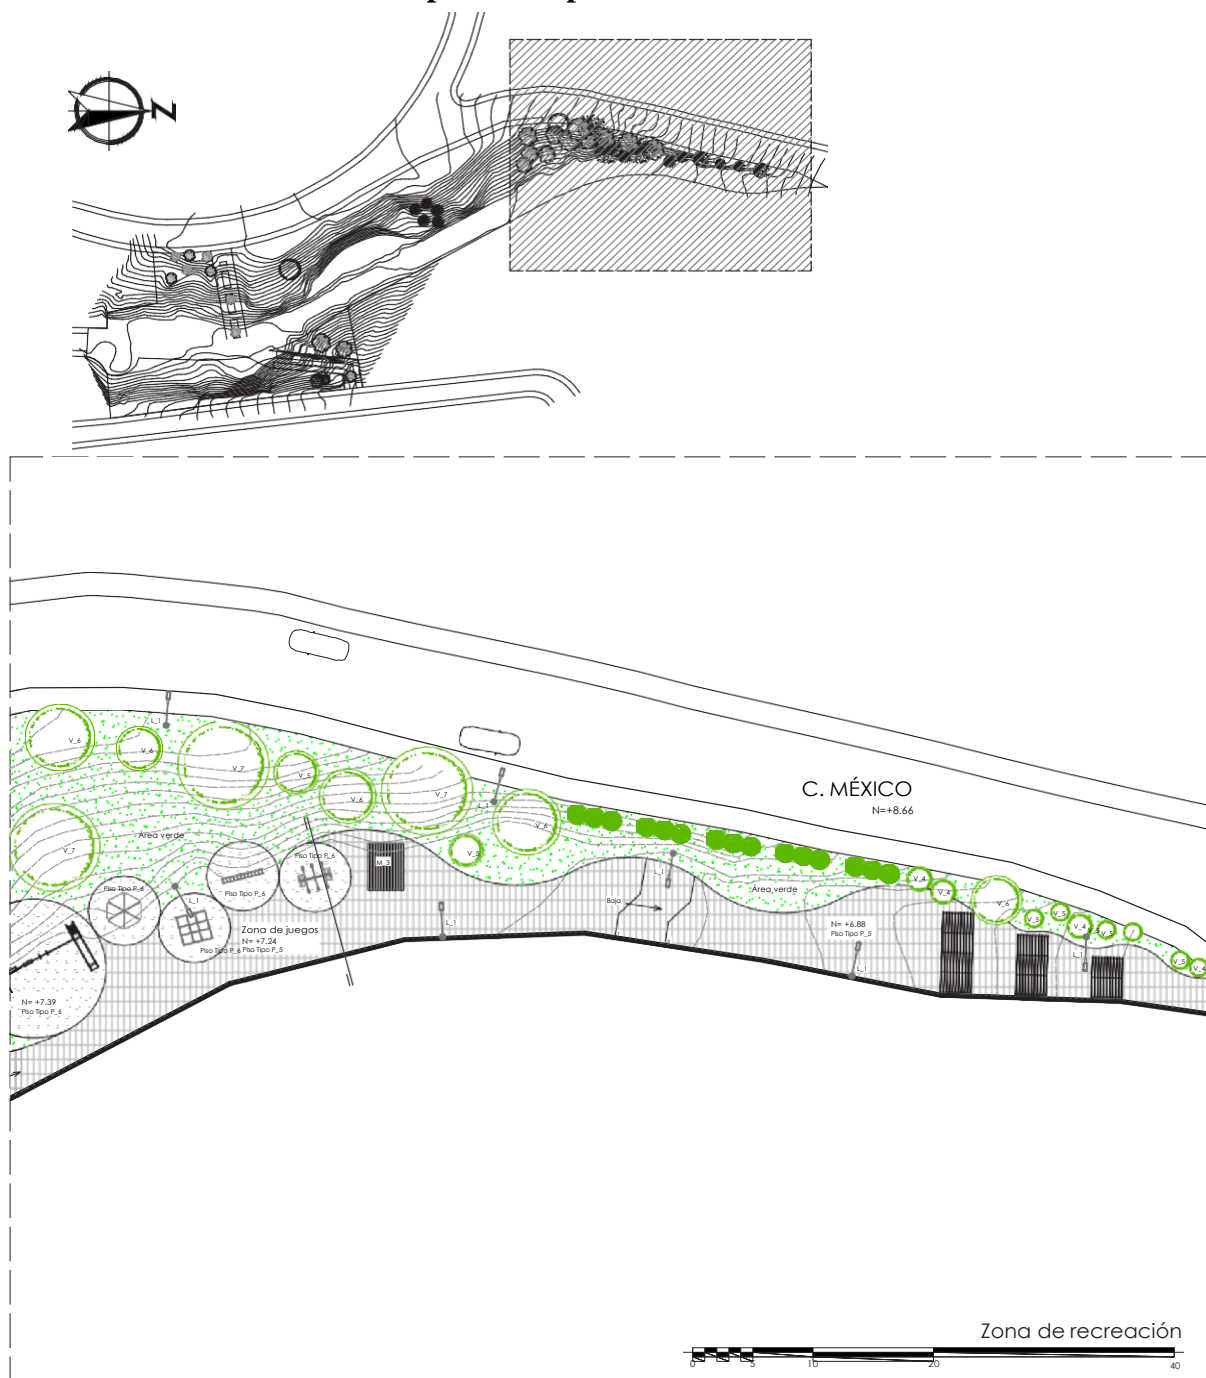 N
V_6
V_6
L_1
V_7
V_5
V_6
V_7
L_1
V_6
C. MÉXICO
N=+8.66
V_7
Área verde
V_5
Piso Tipo P_6
M_3
L_1
Área verde
V_4
V_4
V_6
Piso Tipo P_6
Piso Tipo P_6
L_1
Baja
V_5
V_5
V_4
V_5
L_1
Zona de juegos
N= +7.24
Piso Tipo P_6
Piso Tipo P_5
L_1
N= +6.88
Piso Tipo P_5
L_1
V_5
V_4
N= +7.39
Piso Tipo P_6
Zona de recreación
0 5 10 20 40